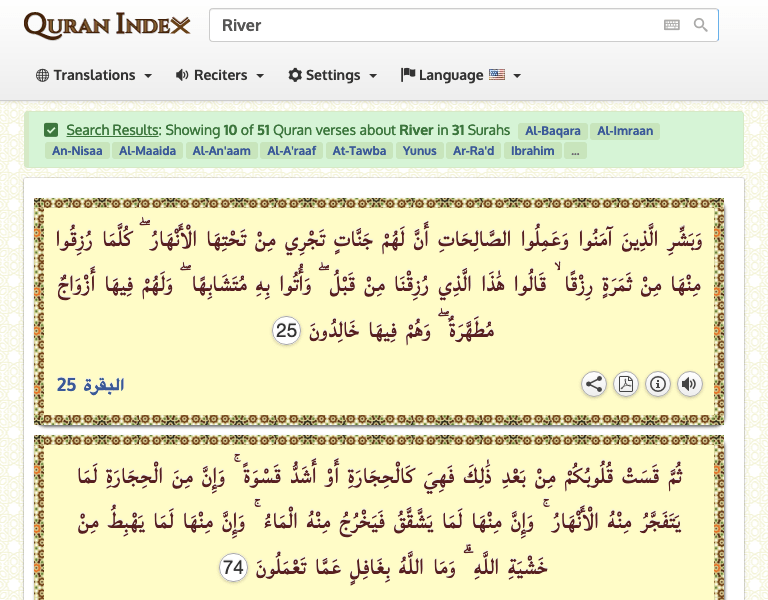 QURAN INDEX
River
Translations
Reciters
Settings
Language
Search Results: Showing 10 of 51 Quran verses about River in 31 Surahs Al-Baqara Al-Imraan
An-Nisaa Al-Maaida Al-An'aam Al-A'raaf At-Tawba Yunus Ar-Ra'd Ibrahim ...
وَبَشِّرِ الَّذِينَ آمَنُوا وَعَمِلُوا الصَّالِحَاتِ أَنَّ لَهُمْ جَنَّاتٍ تَجْرِي مِنْ تَحْتِهَا الْأَنْهَارُ ۖ كُلَّمَا رُزِقُوا
مِنْهَا مِنْ ثَمَرَةٍ رِزْقًا ۙ قَالُوا هَٰذَا الَّذِي رُزِقْنَا مِنْ قَبْلُ ۖ وَأُتُوا بِهِ مُتَشَابِهًا ۖ وَلَهُمْ فِيهَا أَزْوَاجٌ
مُطَهَّرَةٌ ۖ وَهُمْ فِيهَا خَالِدُونَ 25
البقرة 25
ثُمَّ قَسَتْ قُلُوبُكُمْ مِنْ بَعْدِ ذَٰلِكَ فَهِيَ كَالْحِجَارَةِ أَوْ أَشَدُّ قَسْوَةً ۚ وَإِنَّ مِنَ الْحِجَارَةِ لَمَا
يَتَفَجَّرُ مِنْهُ الْأَنْهَارُ ۚ وَإِنَّ مِنْهَا لَمَا يَشَّقَّقُ فَيَخْرُجُ مِنْهُ الْمَاءُ ۚ وَإِنَّ مِنْهَا لَمَا يَهْبِطُ مِنْ
خَشْيَةِ اللَّهِ ۗ وَمَا اللَّهُ بِغَافِلٍ عَمَّا تَعْمَلُونَ 74